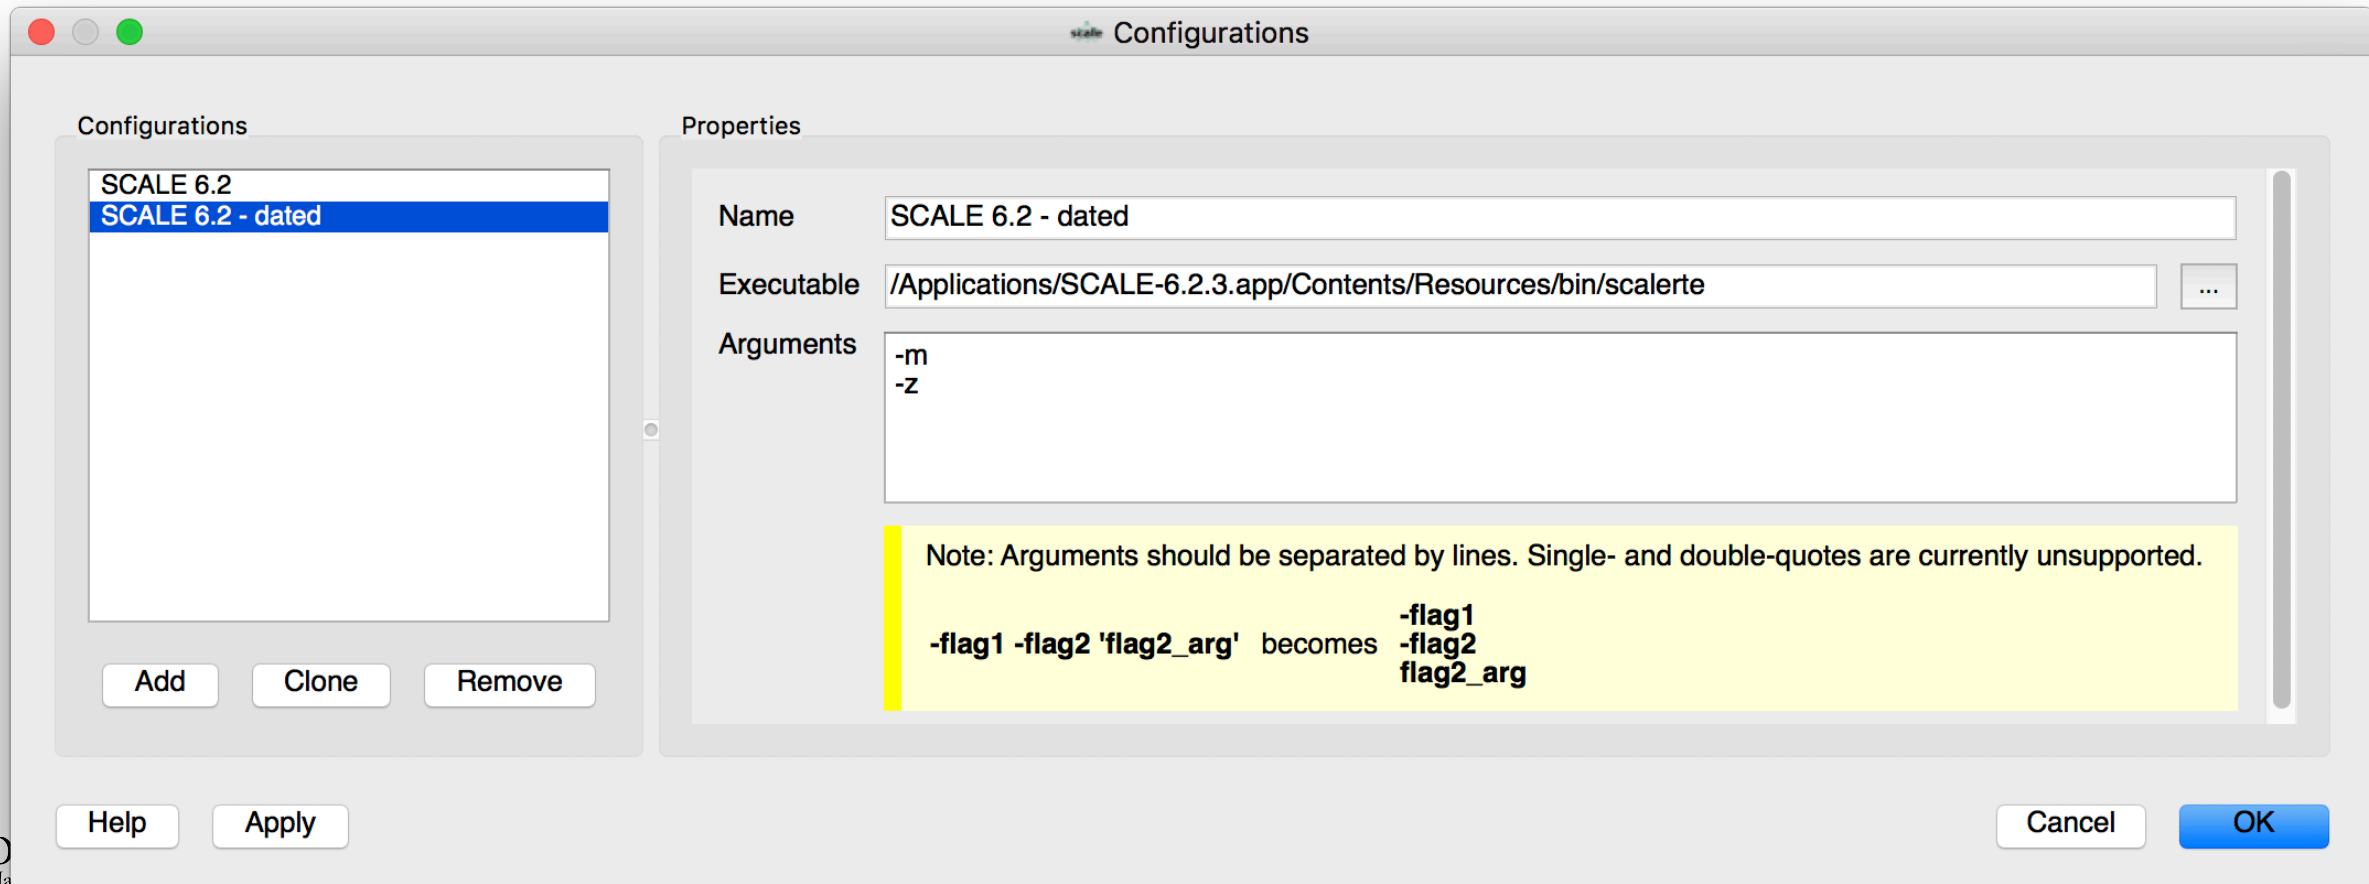 scale Configurations
Configurations
SCALE 6.2
SCALE 6.2 - dated
Add Clone Remove
Properties
Name SCALE 6.2 - dated
Executable /Applications/SCALE-6.2.3.app/Contents/Resources/bin/scalerte ...
Arguments
-m
-z
Note: Arguments should be separated by lines. Single- and double-quotes are currently unsupported.
-flag1 -flag2 'flag2_arg' becomes
-flag1
-flag2
flag2_arg
Help Apply Cancel OK